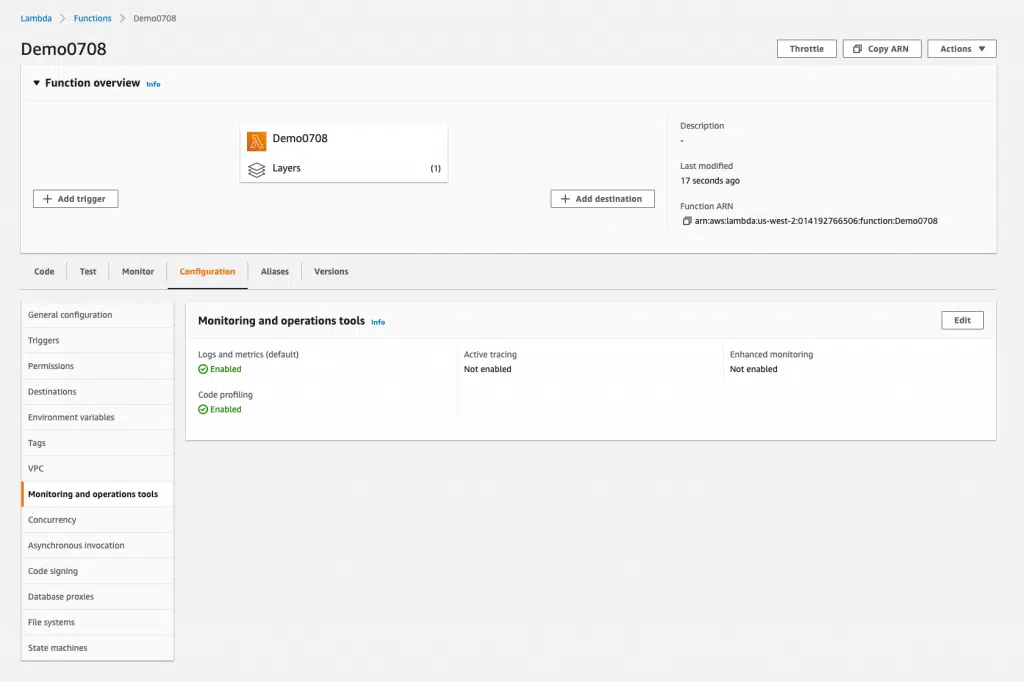 Lambda > Functions > Demo0708
Demo0708
Throttle
Copy ARN
Actions ▼
▼ Function overview Info
Demo0708
Layers (1)
+ Add trigger
+ Add destination
Description
-
Last modified
17 seconds ago
Function ARN
arn:aws:lambda:us-west-2:014192766506:function:Demo0708
Code Test Monitor Configuration Aliases Versions
General configuration
Triggers
Permissions
Destinations
Environment variables
Tags
VPC
Monitoring and operations tools
Concurrency
Asynchronous invocation
Code signing
Database proxies
File systems
State machines
Monitoring and operations tools Info
Edit
Logs and metrics (default)
Enabled
Code profiling
Enabled
Active tracing
Not enabled
Enhanced monitoring
Not enabled